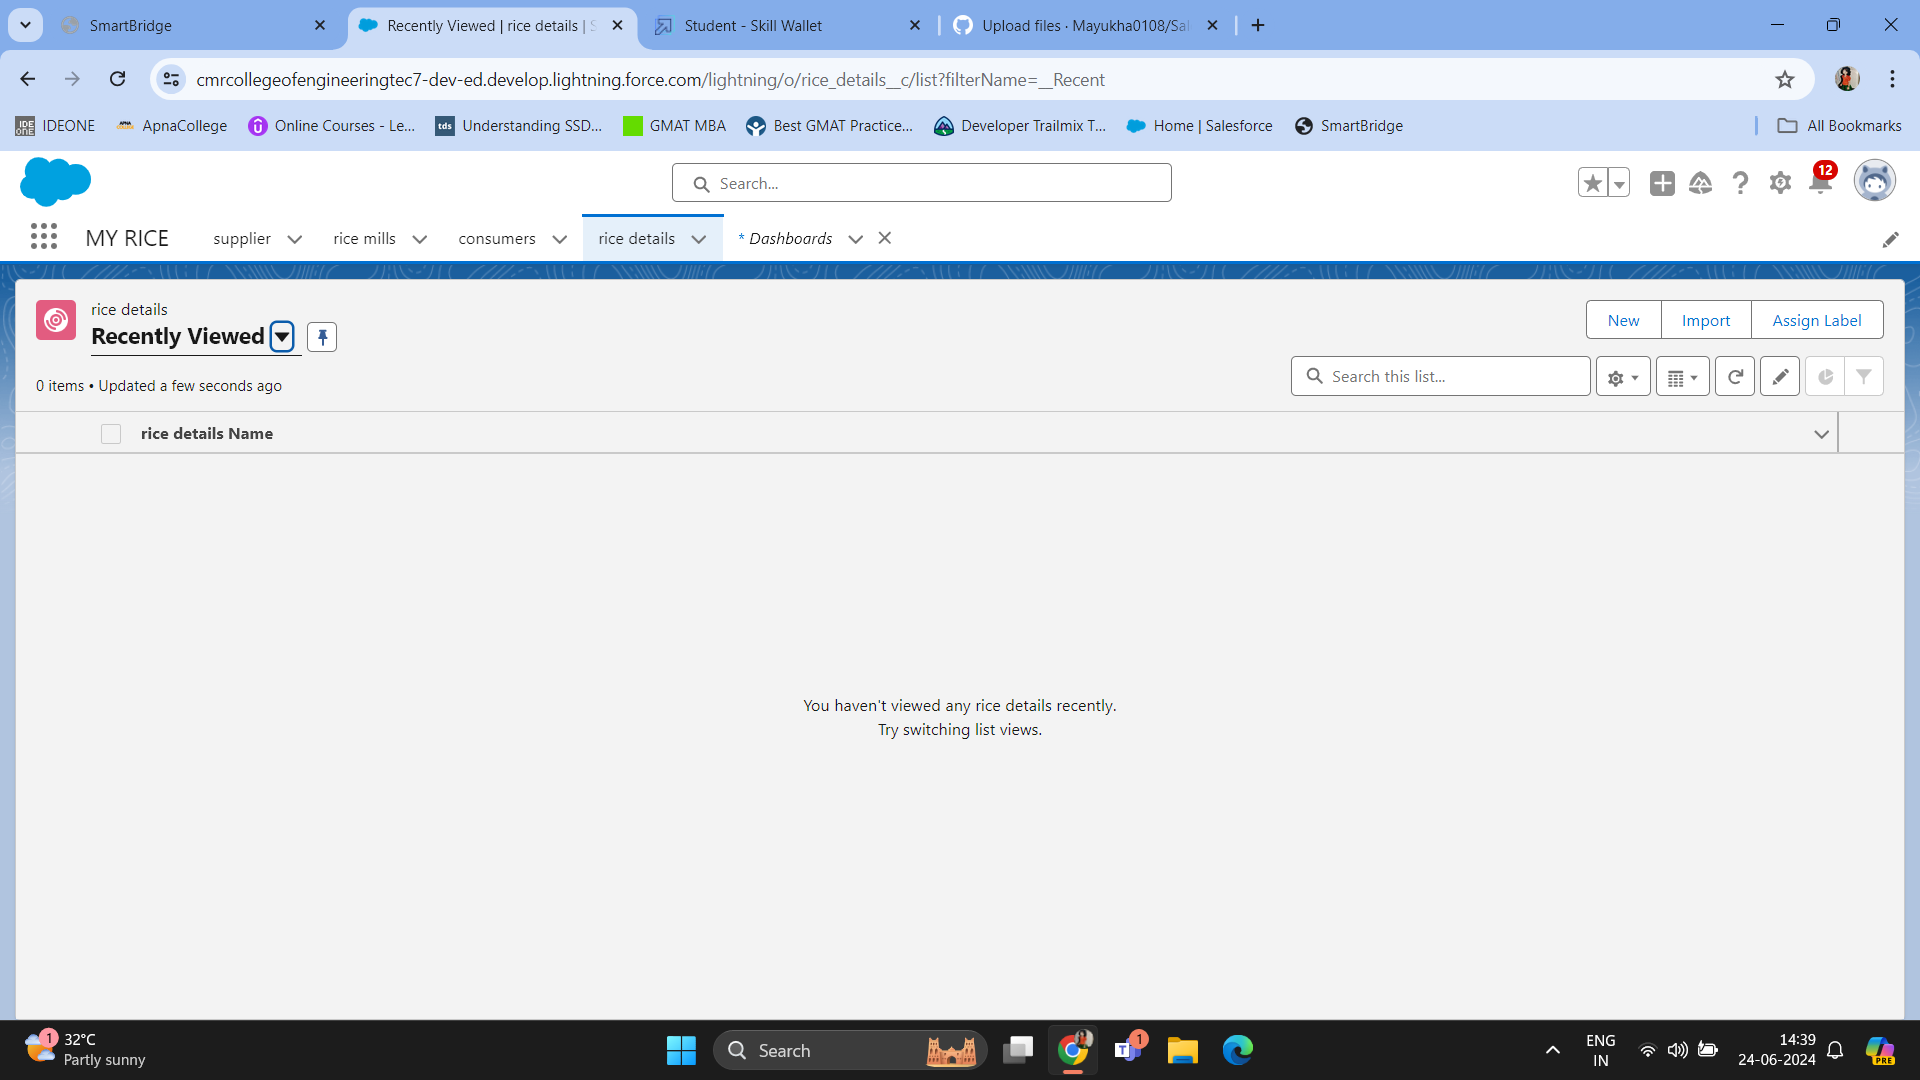 SmartBridge
Recently Viewed | rice details | S
Student - Skill Wallet
Upload files · Mayukha0108/Sal
cmrcollegeofengineeringtec7-dev-ed.develop.lightning.force.com/lightning/o/rice_details__c/list?filterName=__Recent
IDEONE
ApnaCollege
Online Courses - Le...
tds Understanding SSD...
GMAT MBA
Best GMAT Practice...
Developer Trailmix T...
Home | Salesforce
SmartBridge
All Bookmarks
Search...
12
MY RICE
supplier
rice mills
consumers
rice details
* Dashboards
rice details
Recently Viewed
New
Import
Assign Label
0 items • Updated a few seconds ago
Search this list...
rice details Name
You haven't viewed any rice details recently.
Try switching list views.
1
32°C
Partly sunny
Search
1
ENG
IN
14:39
24-06-2024
PRE